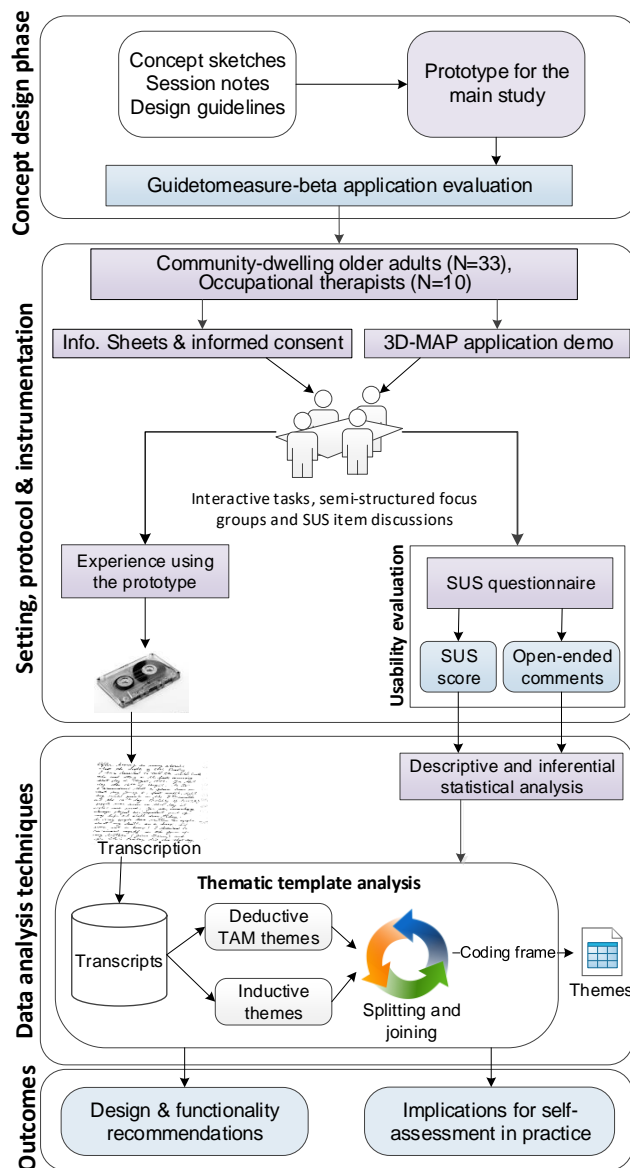 Concept design phase
Concept sketches
Session notes
Design guidelines
Prototype for the
main study
Guidetomeasure-beta application evaluation
Setting, protocol & instrumentation
Community-dwelling older adults (N=33),
Occupational therapists (N=10)
Info. Sheets & informed consent
3D-MAP application demo
Interactive tasks, semi-structured focus
groups and SUS item discussions
Experience using
the prototype
Usability evaluation
SUS questionnaire
SUS
score
Open-ended
comments
Data analysis techniques
Descriptive and inferential
statistical analysis
Transcription
Thematic template analysis
Transcripts
Deductive
TAM themes
Inductive
themes
Splitting and
joining
Coding frame
Themes
Outcomes
Design & functionality
recommendations
Implications for self-
assessment in practice